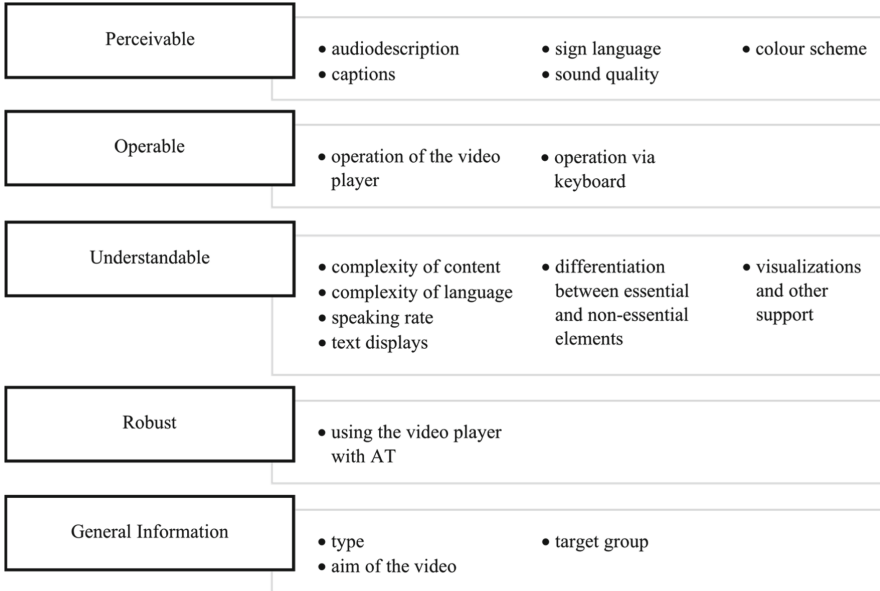 Perceivable
• audiodescription
• captions
• sign language
• sound quality
• colour scheme
Operable
• operation of the video
player
• operation via
keyboard
Understandable
• complexity of content
• complexity of language
• speaking rate
• text displays
• differentiation
between essential
and non-essential
elements
• visualizations
and other
support
Robust
• using the video player
with AT
General Information
• type
• aim of the video
• target group